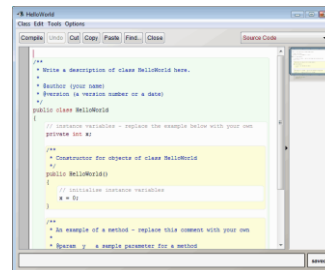 HelloWorld
Class Edit Tools Options
Compile Undo Cut Copy Paste Find... Close Source Code
/**
* Write a description of class HelloWorld here.
*
* @author (your name)
* @version (a version number or a date)
*/
public class HelloWorld
{
// instance variables - replace the example below with your own
private int x;
/**
* Constructor for objects of class HelloWorld
*/
public HelloWorld()
{
// initialise instance variables
x = 0;
}
/**
* An example of a method - replace this comment with your own
*
* @param y a sample parameter for a method
saved